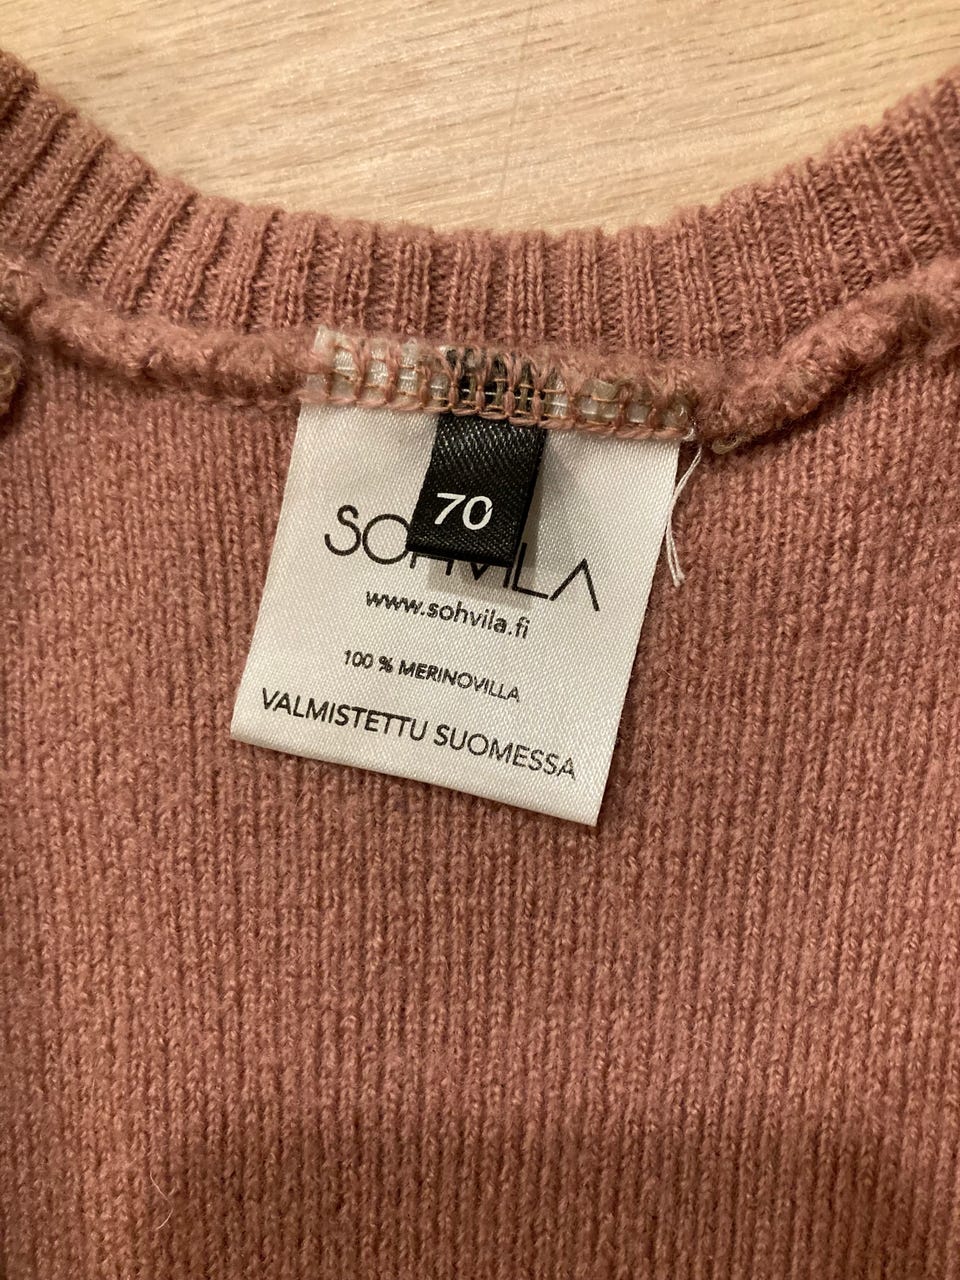 70
SOHVILA
www.sohvila.fi
100 % MERINOVILLA
VALMISTETTU SUOMESSA